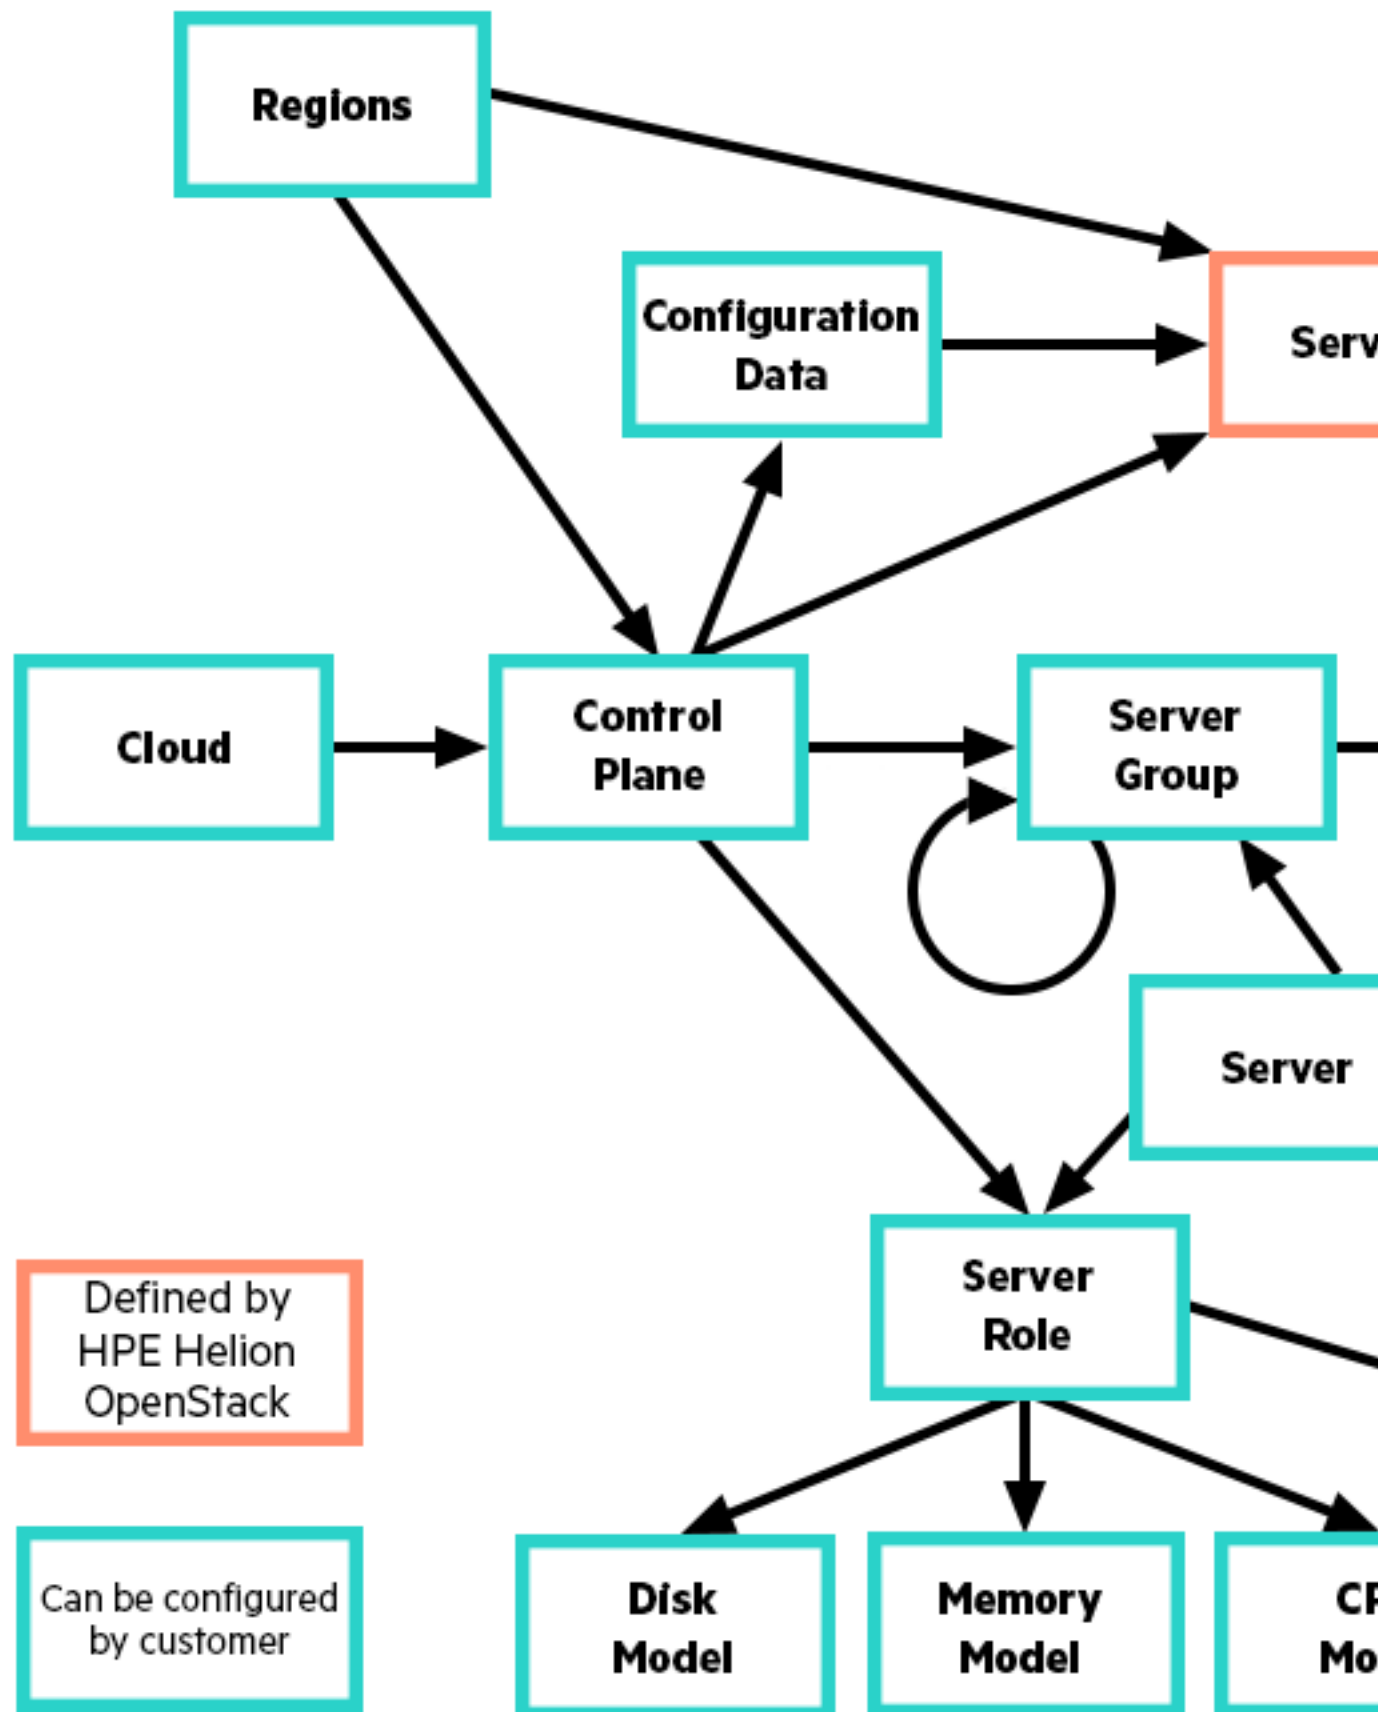 Regions
Configuration
Data
Cloud
Control
Plane
Server
Group
Server
Server
Role
Defined by
HPE Helion
OpenStack
Can be configured
by customer
Disk
Model
Memory
Model